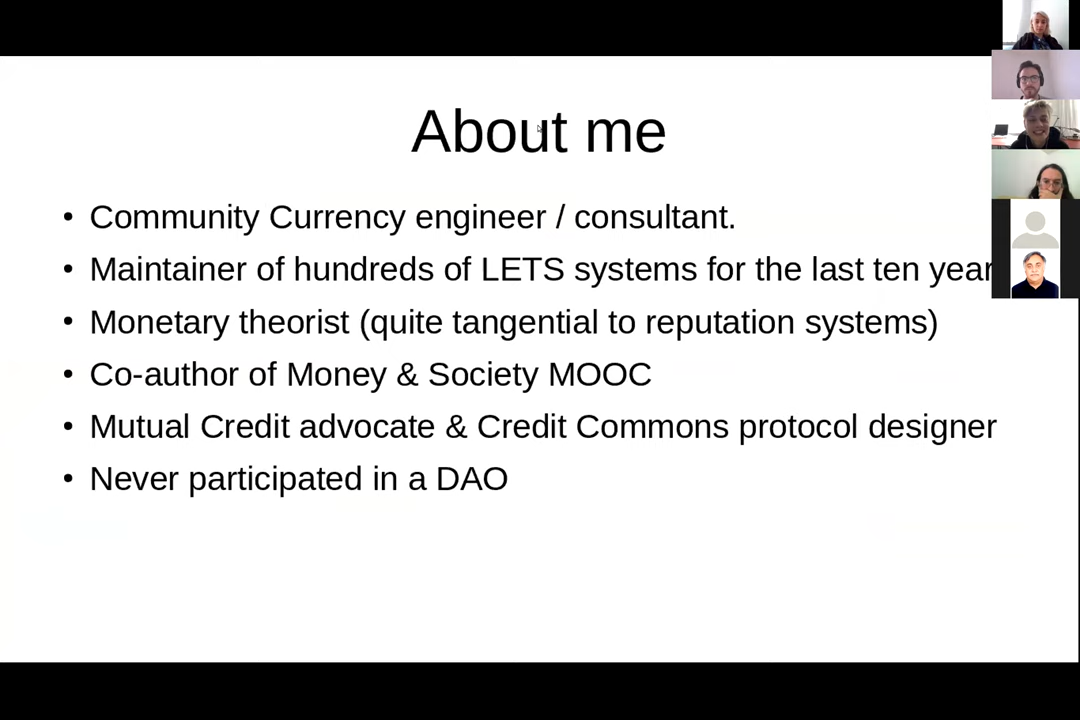 About me
• Community Currency engineer / consultant.
• Maintainer of hundreds of LETS systems for the last ten year
• Monetary theorist (quite tangential to reputation systems)
• Co-author of Money & Society MOOC
• Mutual Credit advocate & Credit Commons protocol designer
• Never participated in a DAO